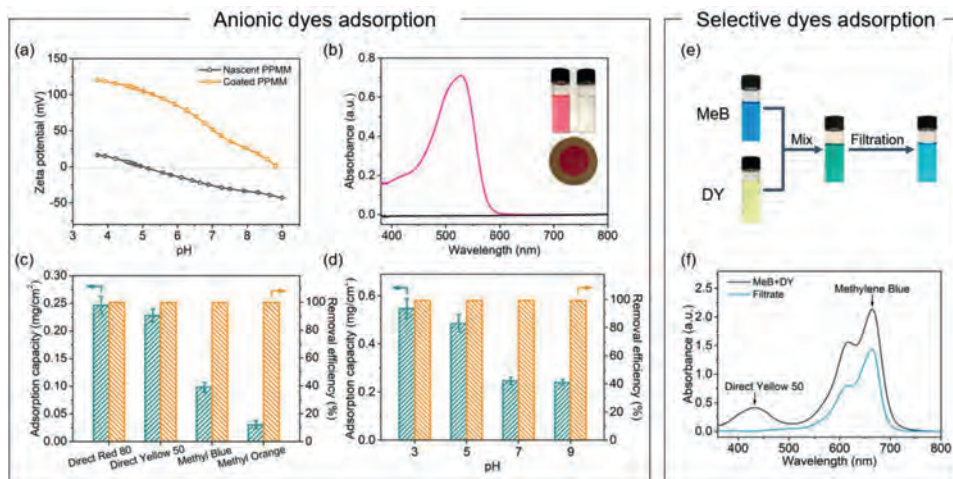 Anionic dyes adsorption
Selective dyes adsorption
(a)
Zeta potential (mV)
150
100
50
0
-50
3 4 5 6 7 8 9
pH
Nascent PPMM
Coated PPMM
(b)
Absorbance (a.u.)
0.8
0.6
0.4
0.2
0.0
400 500 600 700 800
Wavelength (nm)
(c)
Adsorption capacity (mg/cm²)
0.30
0.25
0.20
0.15
0.10
0.05
0.00
Direct Red 80
Direct Yellow 50
Methyl Blue
Methyl Orange
100
80
60
40
20
0
Removal efficiency (%)
(d)
Adsorption capacity (mg/cm²)
0.6
0.4
0.2
0.0
3 5 7 9
pH
100
80
60
40
20
0
Removal efficiency (%)
(e)
MeB
DY
Mix
Filtration
(f)
Absorbance (a.u.)
2.5
2.0
1.5
1.0
0.5
0.0
400 500 600 700 800
Wavelength (nm)
MeB+DY
Filtrate
Methylene Blue
Direct Yellow 50